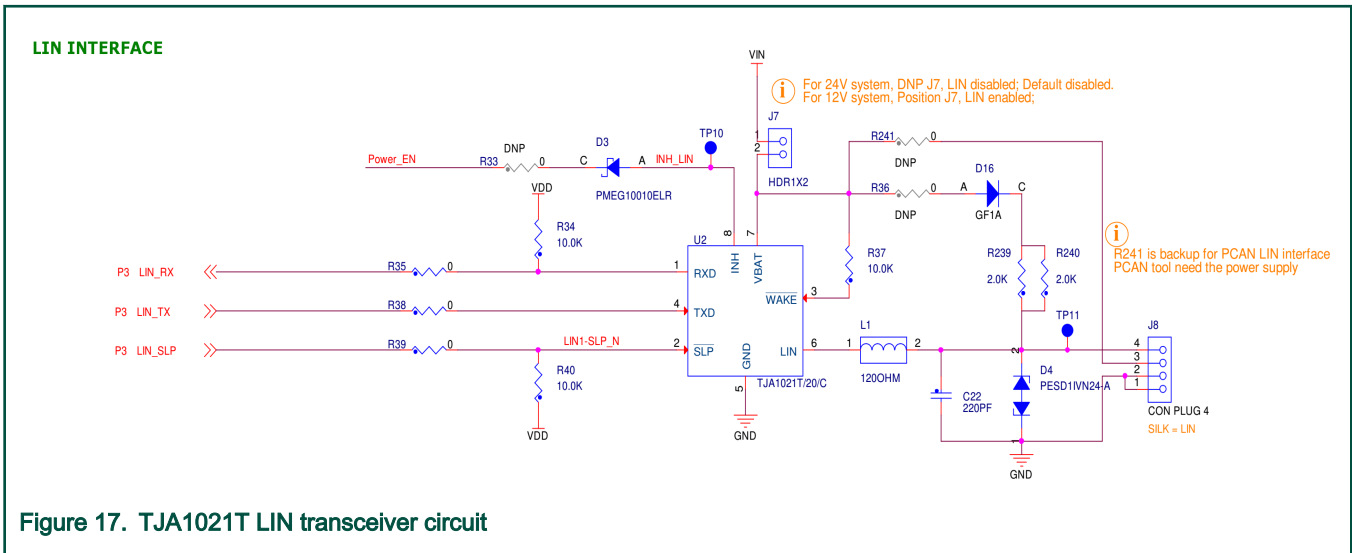 LIN INTERFACE
VIN
For 24V system, DNP J7, LIN disabled; Default disabled.
For 12V system, Position J7, LIN enabled;
J7
1
2
HDR1X2
TP10
D3
DNP
Power_EN
R33
0
C
A
INH_LIN
PMEG10010ELR
VDD
R34
10.0K
R241
0
DNP
R36
0
DNP
D16
A
C
GF1A
R241 is backup for PCAN LIN interface
PCAN tool need the power supply
R239
2.0K
R240
2.0K
R37
10.0K
U2
8
7
INH
VBAT
P3 LIN_RX
R35
0
1
RXD
WAKE
3
P3 LIN_TX
R38
0
4
TXD
P3 LIN_SLP
R39
0
LIN1-SLP_N
2
SLP
GND
LIN
6
5
TJA1021T/20/C
GND
R40
10.0K
VDD
L1
1
2
120OHM
C22
220PF
TP11
2
D4
PESD1IVN24-A
1
GND
J8
4
3
2
1
CON PLUG 4
SILK = LIN
Figure 17. TJA1021T LIN transceiver circuit